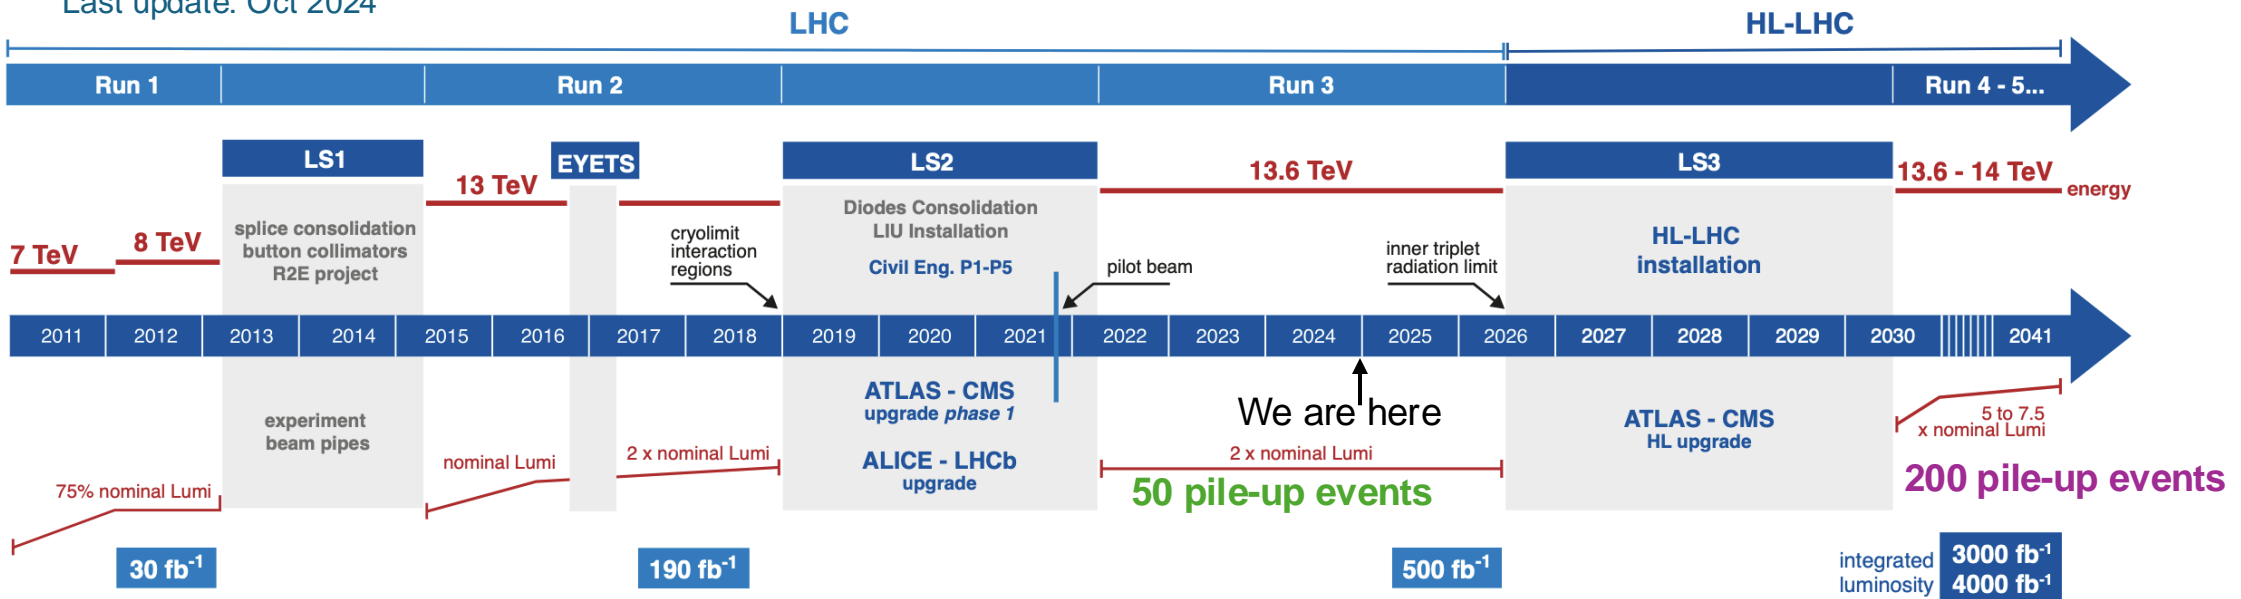 Last update: Oct 2024
LHC
HL-LHC
Run 1
Run 2
Run 3
Run 4 - 5...
LS1
EYETS
LS2
LS3
13 TeV
13.6 TeV
13.6 - 14 TeV
energy
7 TeV
8 TeV
splice consolidation
button collimators
R2E project
cryolimit
interaction
regions
Diodes Consolidation
LIU Installation
Civil Eng. P1-P5
pilot beam
inner triplet
radiation limit
HL-LHC
installation
2011
2012
2013
2014
2015
2016
2017
2018
2019
2020
2021
2022
2023
2024
2025
2026
2027
2028
2029
2030
2041
experiment
beam pipes
ATLAS - CMS
upgrade phase 1
ALICE - LHCb
upgrade
We are here
ATLAS - CMS
HL upgrade
5 to 7.5
x nominal Lumi
75% nominal Lumi
nominal Lumi
2 x nominal Lumi
2 x nominal Lumi
50 pile-up events
200 pile-up events
30 fb-1
190 fb-1
500 fb-1
integrated
luminosity
3000 fb-1
4000 fb-1